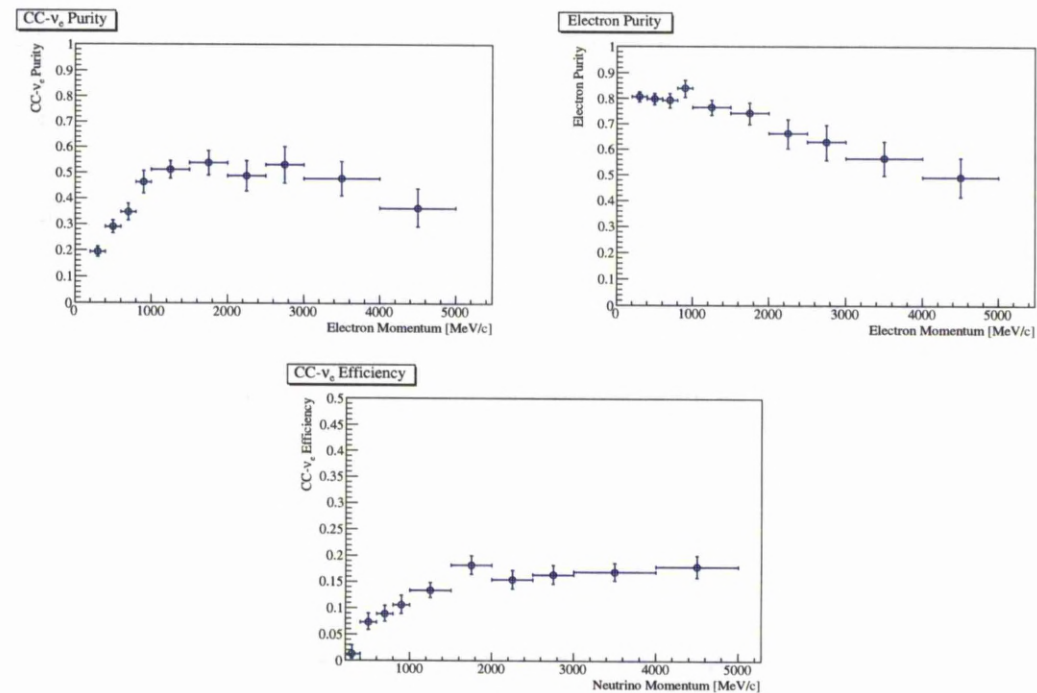 CC-νe Purity
CC-νe Purity
1
0.9
0.8
0.7
0.6
0.5
0.4
0.3
0.2
0.1
0
0 1000 2000 3000 4000 5000
Electron Momentum [MeV/c]
Electron Purity
Electron Purity
1
0.9
0.8
0.7
0.6
0.5
0.4
0.3
0.2
0.1
0
0 1000 2000 3000 4000 5000
Electron Momentum [MeV/c]
CC-νe Efficiency
CC-νe Efficiency
0.5
0.45
0.4
0.35
0.3
0.25
0.2
0.15
0.1
0.05
0
1000 2000 3000 4000 5000
Neutrino Momentum [MeV/c]